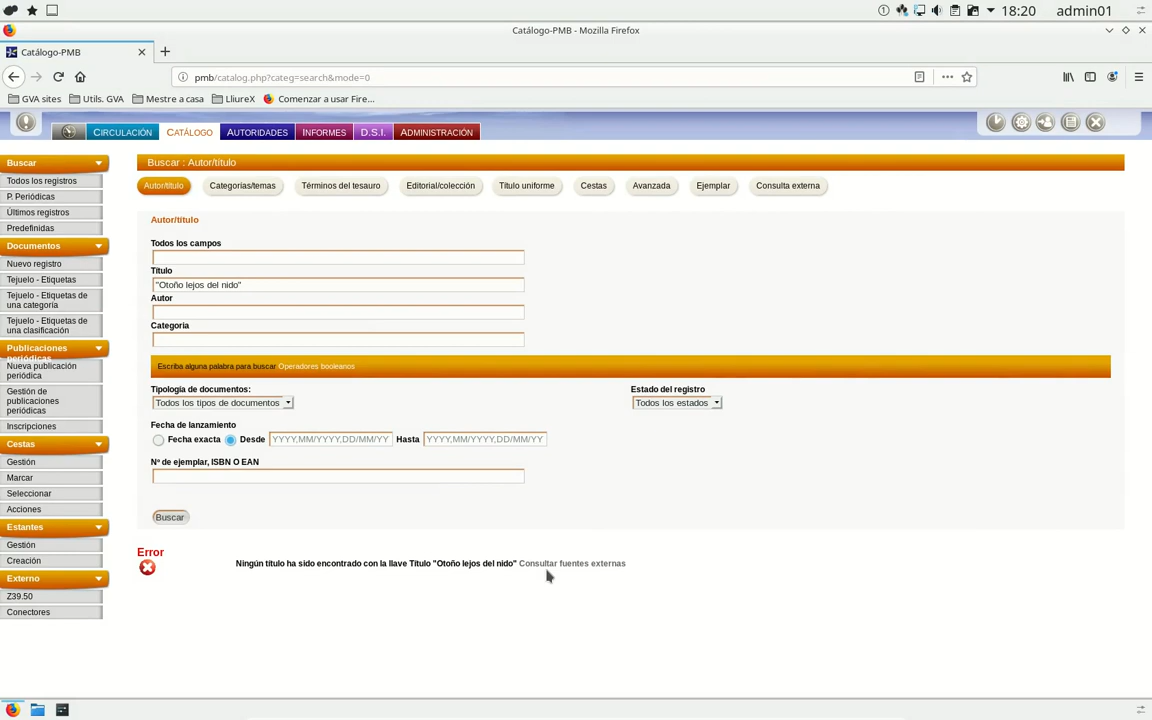 18:20 admin01
Catálogo-PMB - Mozilla Firefox
Catálogo-PMB
pmb/catalog.php?categ=search&mode=0
GVA sites Utils. GVA Mestre a casa LliureX Comenzar a usar Fire...
CIRCULACIÓN CATÁLOGO AUTORIDADES INFORMES D.S.I. ADMINISTRACIÓN
Buscar
Todos los registros
P. Periódicas
Últimos registros
Predefinidas
Documentos
Nuevo registro
Tejuelo - Etiquetas
Tejuelo - Etiquetas de
una categoría
Tejuelo - Etiquetas de
una clasificación
Publicaciones
periódicas
Nueva publicación
periódica
Gestión de
publicaciones
periódicas
Inscripciones
Cestas
Gestión
Marcar
Seleccionar
Acciones
Estantes
Gestión
Creación
Externo
Z39.50
Conectores
Buscar : Autor/título
Autor/título Categorias/temas Términos del tesauro Editorial/colección Título uniforme Cestas Avanzada Ejemplar Consulta externa
Autor/título
Todos los campos
Título
"Otoño lejos del nido"
Autor
Categoria
Escriba alguna palabra para buscar Operadores booleanos
Tipología de documentos: Estado del registro
Todos los tipos de documentos Todos los estados
Fecha de lanzamiento
Fecha exacta Desde YYYY,MM/YYYY,DD/MM/YY Hasta YYYY,MM/YYYY,DD/MM/YY
Nº de ejemplar, ISBN O EAN
Buscar
Error
Ningún título ha sido encontrado con la llave Título "Otoño lejos del nido" Consultar fuentes externas